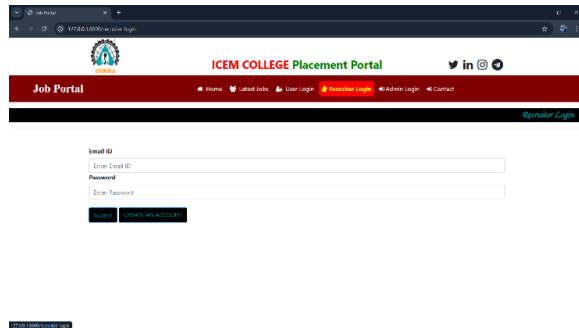 Job Portal
127.0.0.1:8000/recruiter-login
INDIRA
ICEM COLLEGE Placement Portal
Job Portal
Home Latest Jobs User Login Recruiter Login Admin Login Contact
Recruiter Login
Email ID
Enter Email ID
Password
Enter Password
Submit CREATE AN ACCOUNT
127.0.0.1:8000/recruiter-login